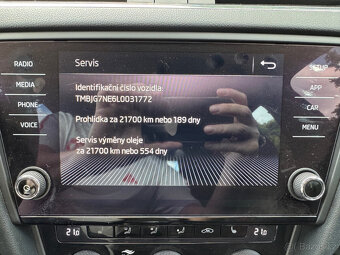 Servis
RADIO
MEDIA
PHONE
VOICE
SETUP
APP
CAR
MENU
Identifikační číslo vozidla:
TMBJG7NE6L0031772
Prohlídka za 21700 km nebo 189 dny
Servis výměny oleje
za 21700 km nebo 554 dny